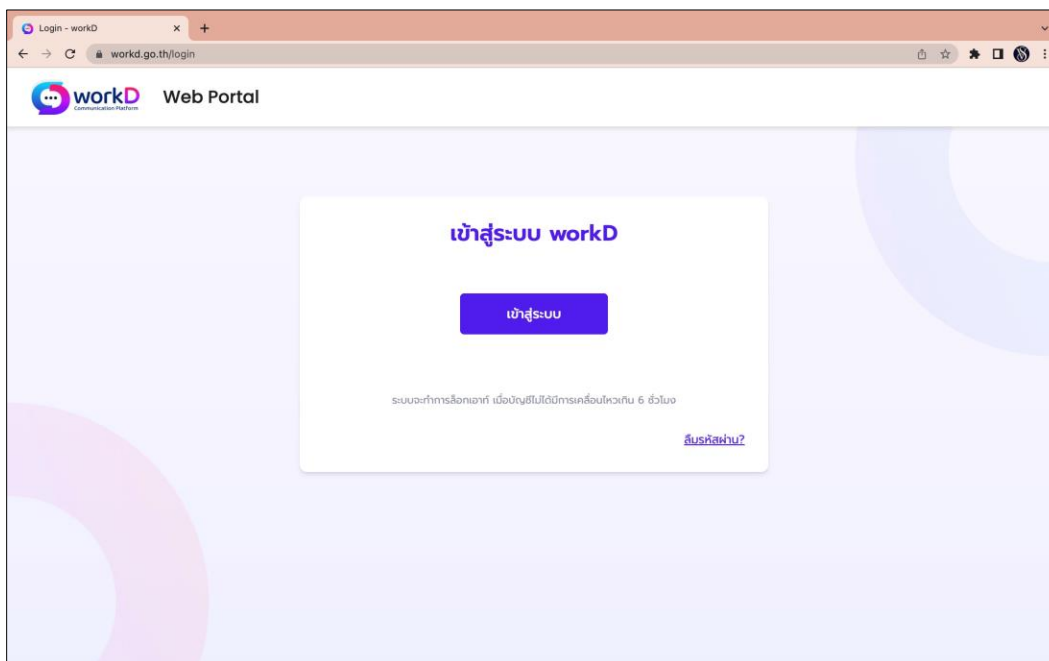 Login - workD
workd.go.th/login
workD Web Portal
Communication Platform
เข้าสู่ระบบ workD
เข้าสู่ระบบ
ระบบจะทำการล็อกเอาท์ เมื่อบัญชีไม่ได้มีการเคลื่อนไหวเกิน 6 ชั่วโมง
ลืมรหัสผ่าน?